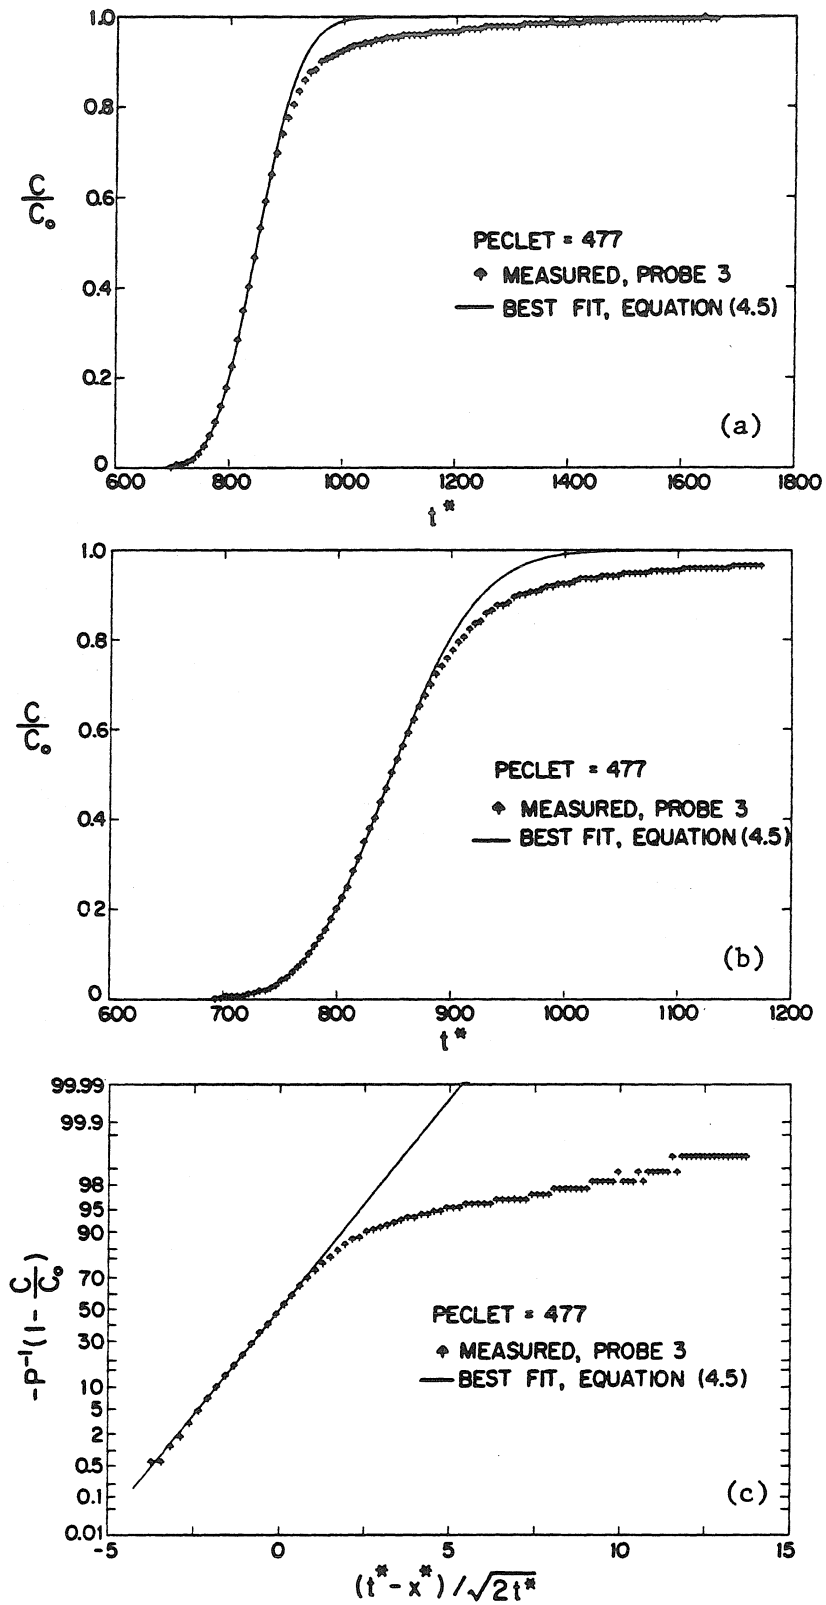 1.0
0.8
0.6
0.4
0.2
0
C/C₀
600 800 1000 1200 1400 1600 1800
t*
PECLET = 477
MEASURED, PROBE 3
BEST FIT, EQUATION (4.5)
(a)
1.0
0.8
0.6
0.4
0.2
0
C/C₀
600 700 800 900 1000 1100 1200
t*
PECLET = 477
MEASURED, PROBE 3
BEST FIT, EQUATION (4.5)
(b)
99.99
99.9
98
95
90
70
50
30
10
5
2
0.5
0.1
0.01
-P⁻¹(1 - C/C₀)
-5 0 5 10 15
(t* - x*) / √2t*
PECLET = 477
MEASURED, PROBE 3
BEST FIT, EQUATION (4.5)
(c)